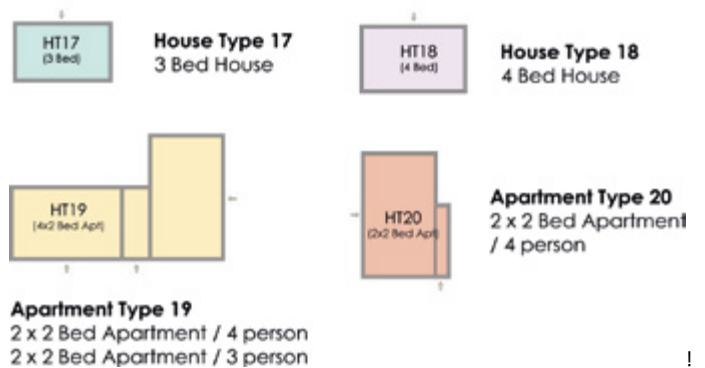 HT17
(3 Bed)
House Type 17
3 Bed House
HT18
(4 Bed)
House Type 18
4 Bed House
HT19
(4x2 Bed Apt)
Apartment Type 19
2 x 2 Bed Apartment / 4 person
2 x 2 Bed Apartment / 3 person
HT20
(2x2 Bed Apt)
Apartment Type 20
2 x 2 Bed Apartment
/ 4 person
!